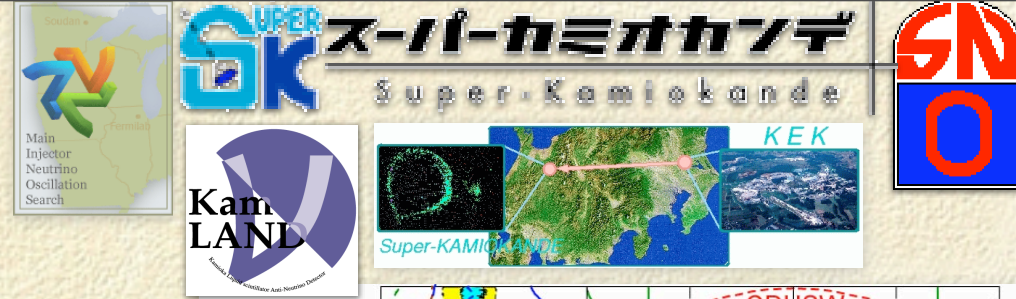 Soudan
Fermilab
Main
Injector
Neutrino
Oscillation
Search
SUPER
SK
スーパーカミオカンデ
Super-Kamiokande
SN
O
Kam
LAND
Kamioka Liquid scintillator Anti-Neutrino Detector
KEK
Super-KAMIOKANDE